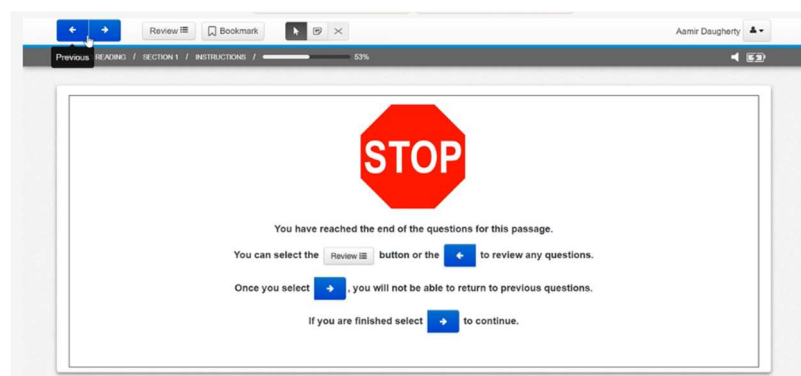 Review Bookmark Aamir Daugherty
Previous READING / SECTION 1 / INSTRUCTIONS / 53%
STOP
You have reached the end of the questions for this passage.
You can select the Review button or the to review any questions.
Once you select , you will not be able to return to previous questions.
If you are finished select to continue.